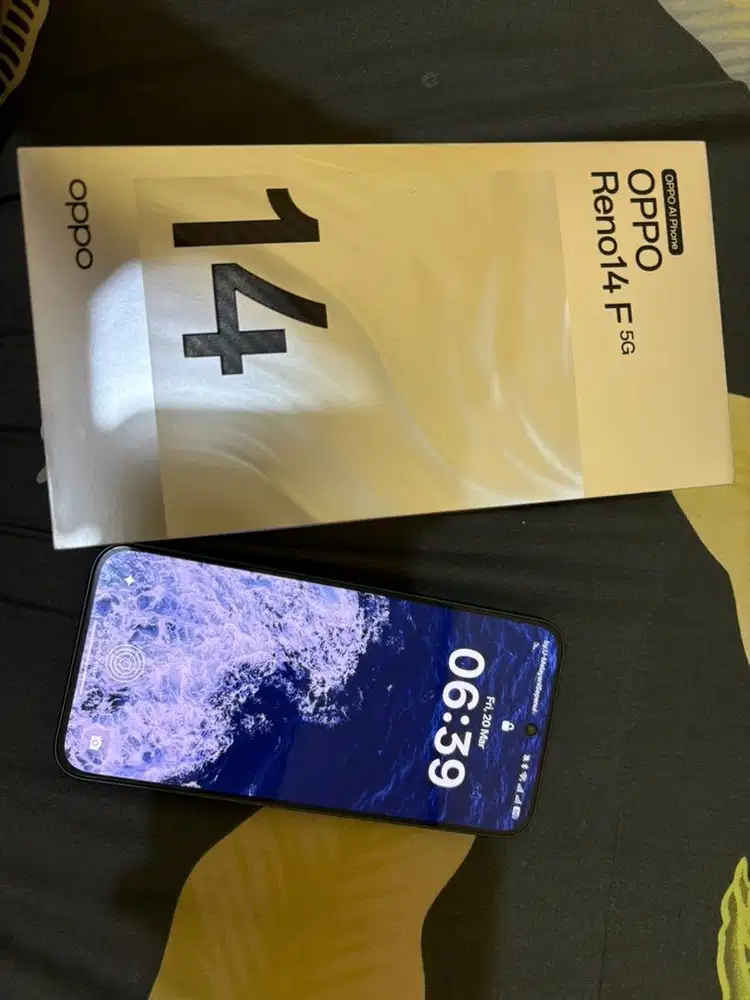 OPPO AI Phone
OPPO
Reno14 F 5G
14
oppo
Fri, 20 Mar
06:39